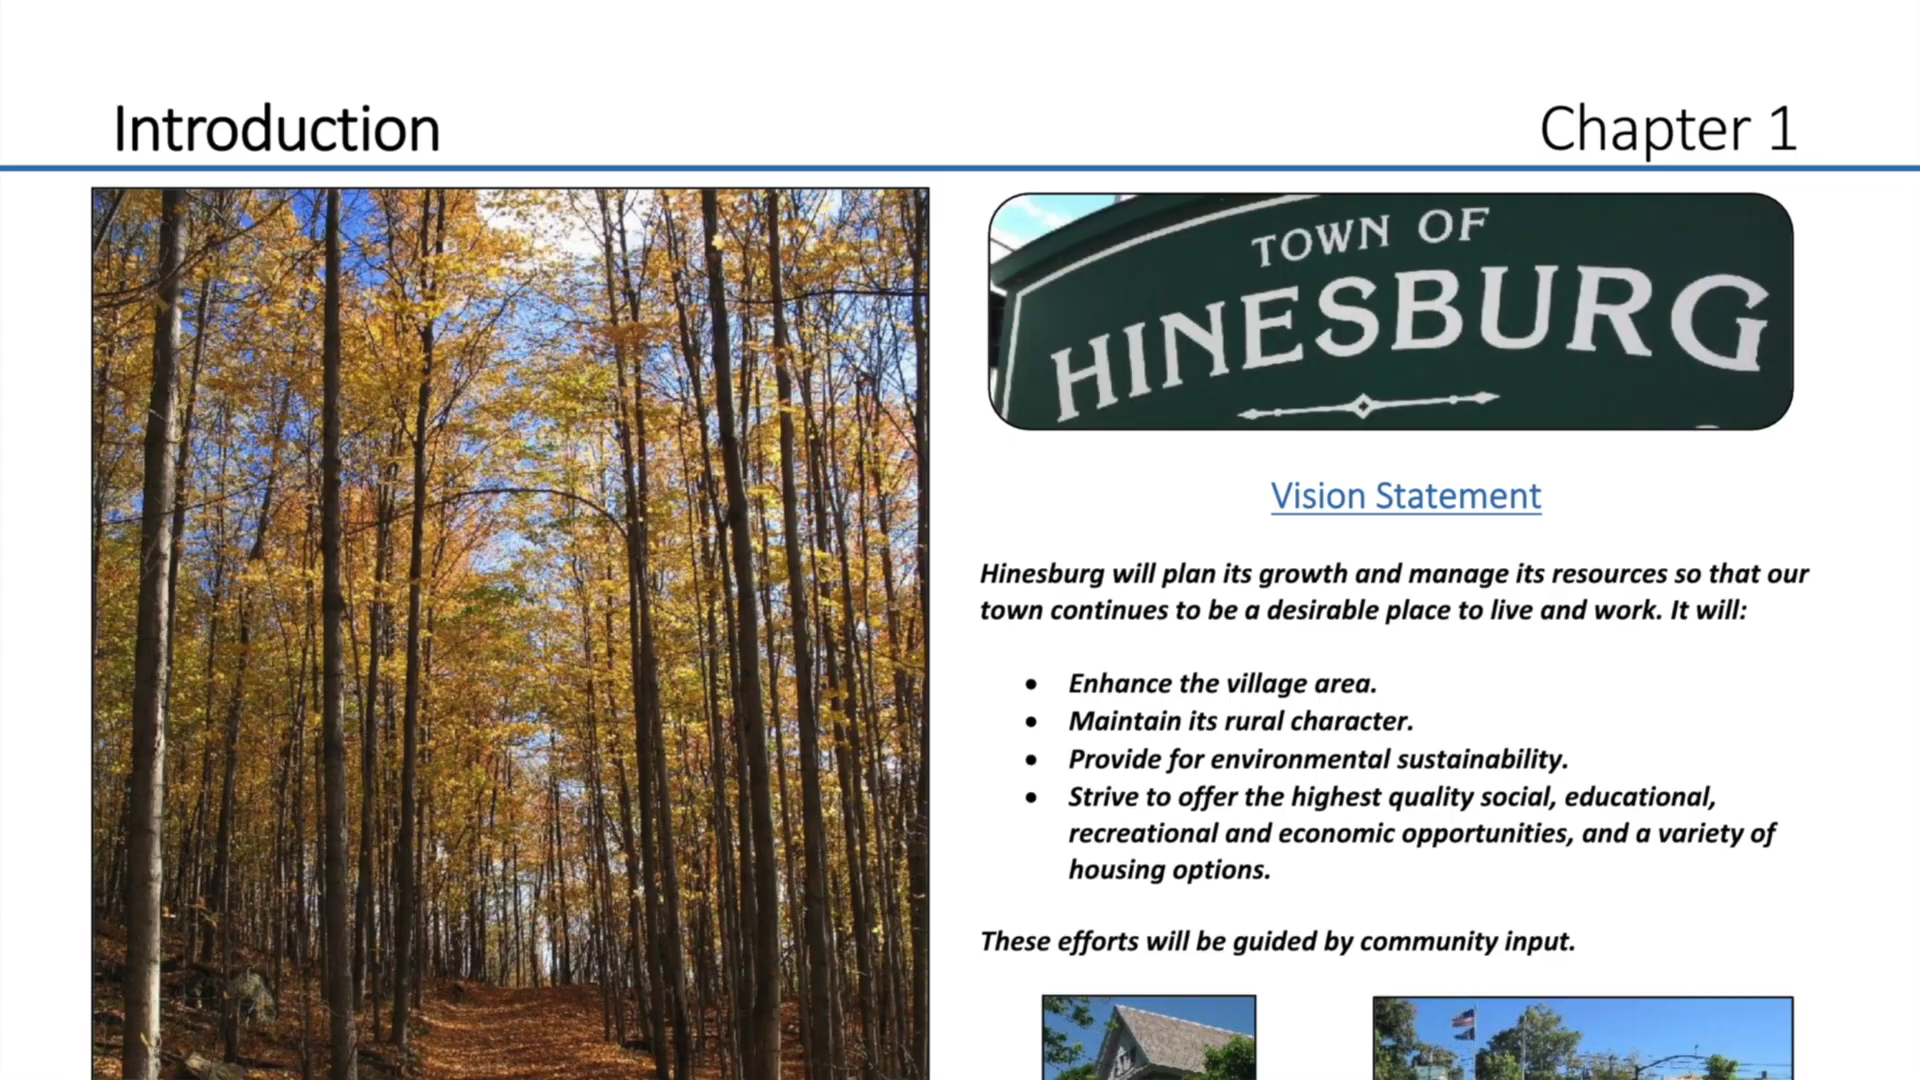 Introduction
Chapter 1
TOWN OF
HINESBURG
Vision Statement
Hinesburg will plan its growth and manage its resources so that our
town continues to be a desirable place to live and work. It will:
• Enhance the village area.
• Maintain its rural character.
• Provide for environmental sustainability.
• Strive to offer the highest quality social, educational,
recreational and economic opportunities, and a variety of
housing options.
These efforts will be guided by community input.